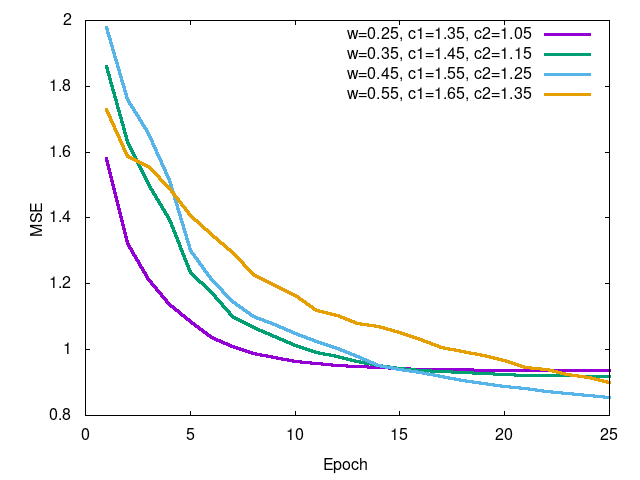 2
1.8
1.6
1.4
1.2
1
0.8
MSE
0
5
10
15
20
25
Epoch
w=0.25, c1=1.35, c2=1.05
w=0.35, c1=1.45, c2=1.15
w=0.45, c1=1.55, c2=1.25
w=0.55, c1=1.65, c2=1.35